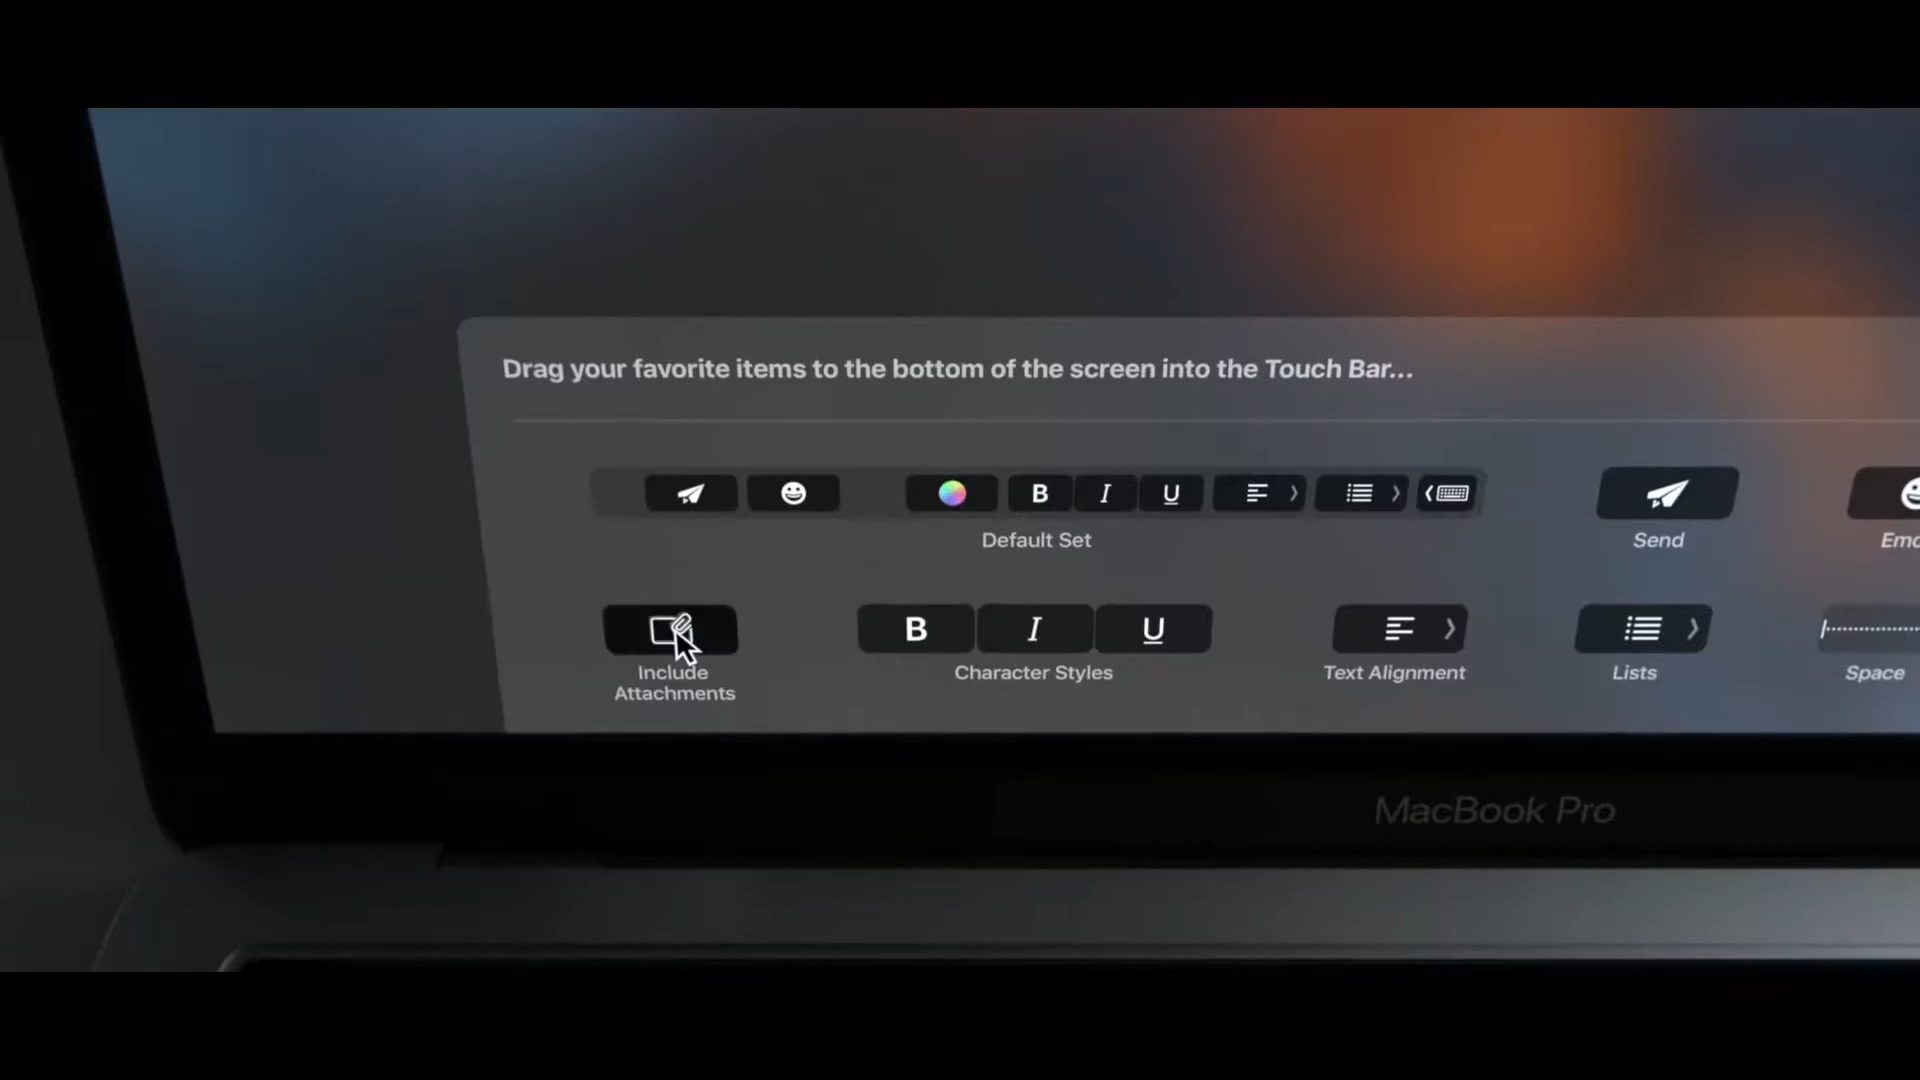 Drag your favorite items to the bottom of the screen into the Touch Bar...
B I U
Default Set
Send
Emo
B I U
Include
Attachments
Character Styles
Text Alignment
Lists
Space
MacBook Pro